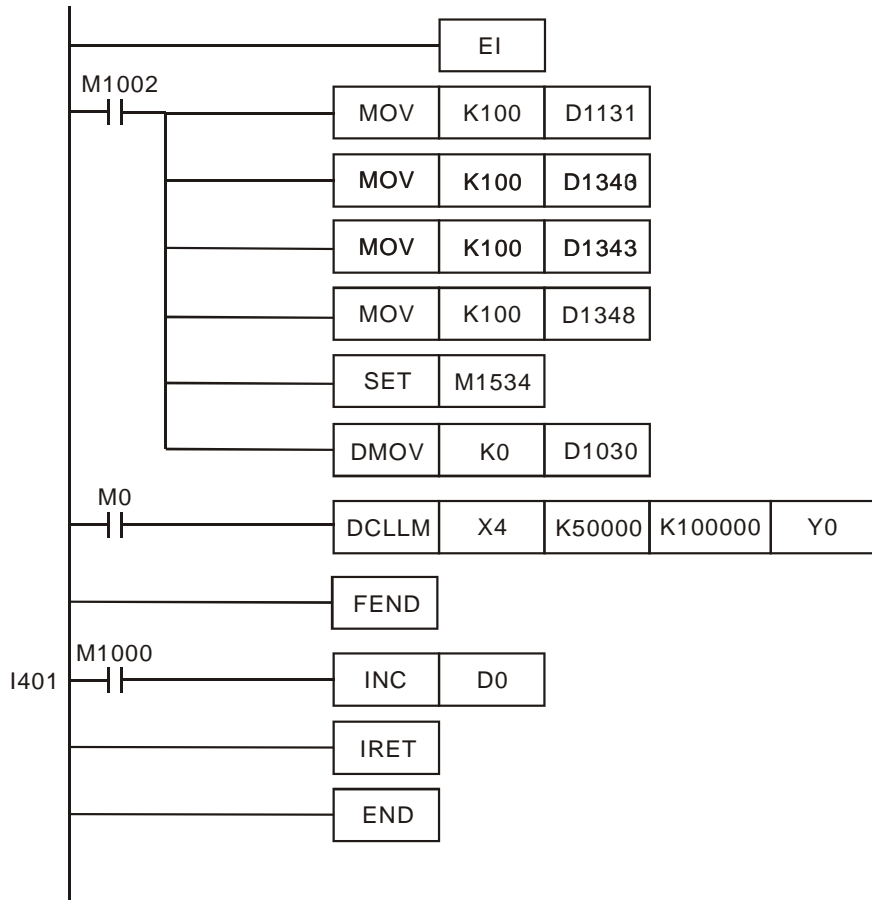 EI
M1002
MOV K100 D1131
MOV K100 D1340
MOV K100 D1343
MOV K100 D1348
SET M1534
DMOV K0 D1030
M0
DCLLM X4 K50000 K100000 Y0
FEND
M1000
I401 INC D0
IRET
END